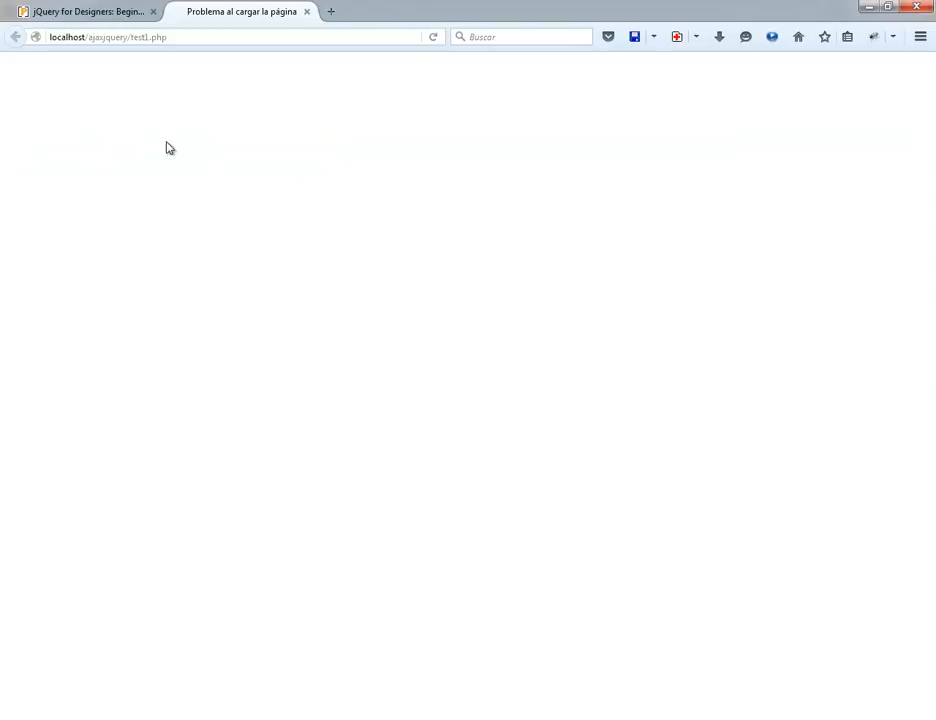 jQuery for Designers: Begin...
Problema al cargar la página
localhost/ajaxjquery/test1.php
Buscar